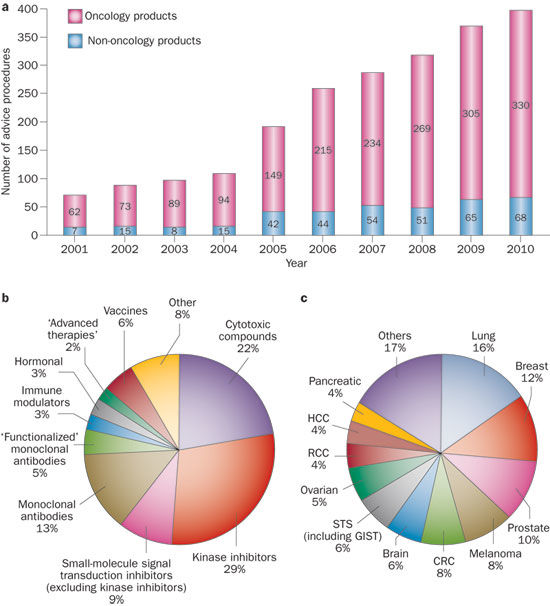 a
Oncology products
Non-oncology products
Number of advice procedures
400
350
300
250
200
150
100
50
0
62
73
89
94
149
215
234
269
305
330
7
15
8
15
42
44
54
51
65
68
2001 2002 2003 2004 2005 2006 2007 2008 2009 2010
Year
b
Other
8%
Cytotoxic
compounds
22%
Kinase inhibitors
29%
Small-molecule signal
transduction inhibitors
(excluding kinase inhibitors)
9%
Monoclonal
antibodies
13%
‘Functionalized’
monoclonal
antibodies
5%
Immune
modulators
3%
Hormonal
3%
‘Advanced
therapies’
2%
Vaccines
6%
c
Others
17%
Lung
16%
Breast
12%
Prostate
10%
Melanoma
8%
CRC
8%
Brain
6%
STS
(including GIST)
6%
Ovarian
5%
RCC
4%
HCC
4%
Pancreatic
4%